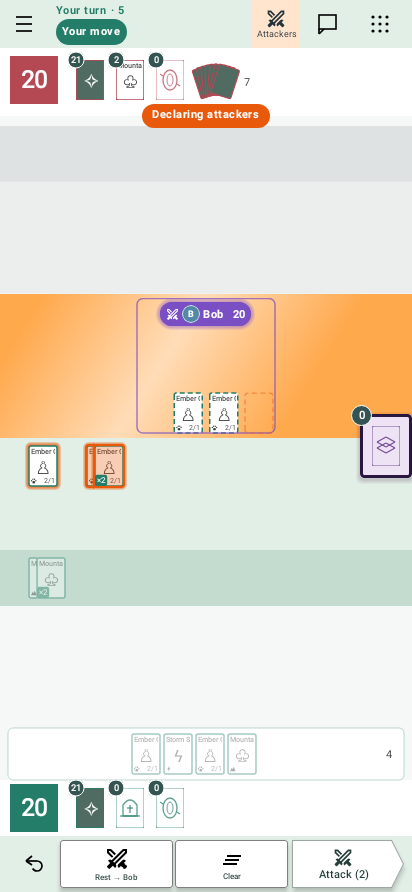 Your turn · 5
Your move
Attackers
20
21
2
Mounta
0
7
Declaring attackers
B Bob 20
Ember (
2/1
Ember (
2/1
0
Ember (
2/1
E
Ember (
×2 2/1
M
Mounta
×2
Ember (
2/1
Storm S
Ember (
2/1
Mounta
4
20
21
0
0
Rest → Bob
Clear
Attack (2)